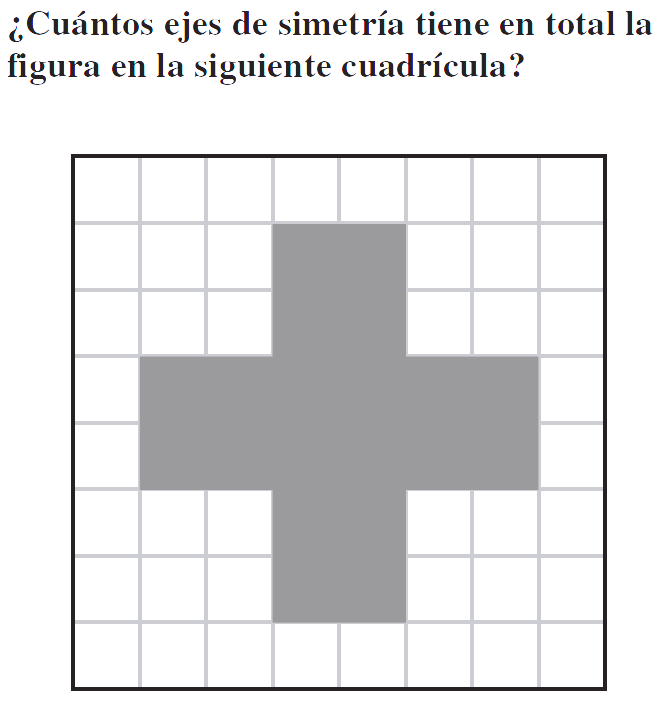 ¿Cuántos ejes de simetría tiene en total la
figura en la siguiente cuadrícula?